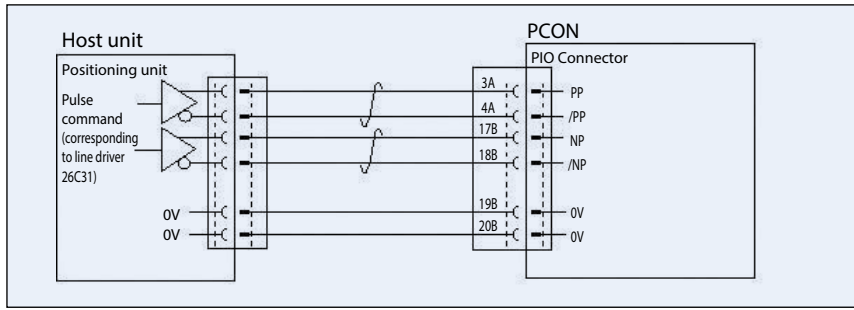 Host unit
PCON
Positioning unit
PIO Connector
Pulse
command
(corresponding
to line driver
26C31)
3A
PP
4A
/PP
17B
NP
18B
/NP
0V
19B
0V
0V
20B
0V